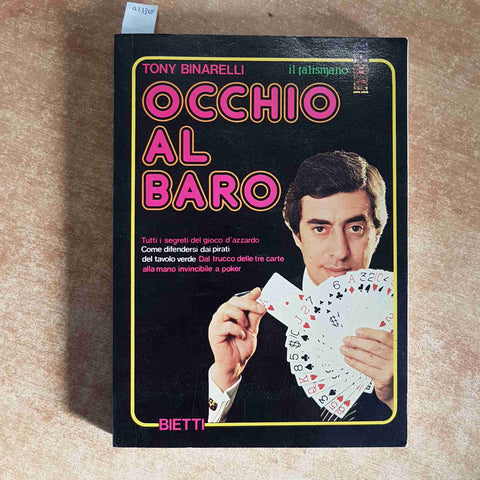 TONY BINARELLI
il talismano
OCCHIO
AL
BARO
Tutti i segreti del gioco d'azzardo
Come difendersi dai pirati
del tavolo verde Dal trucco delle tre carte
alla mano invincibile a poker
BIETTI